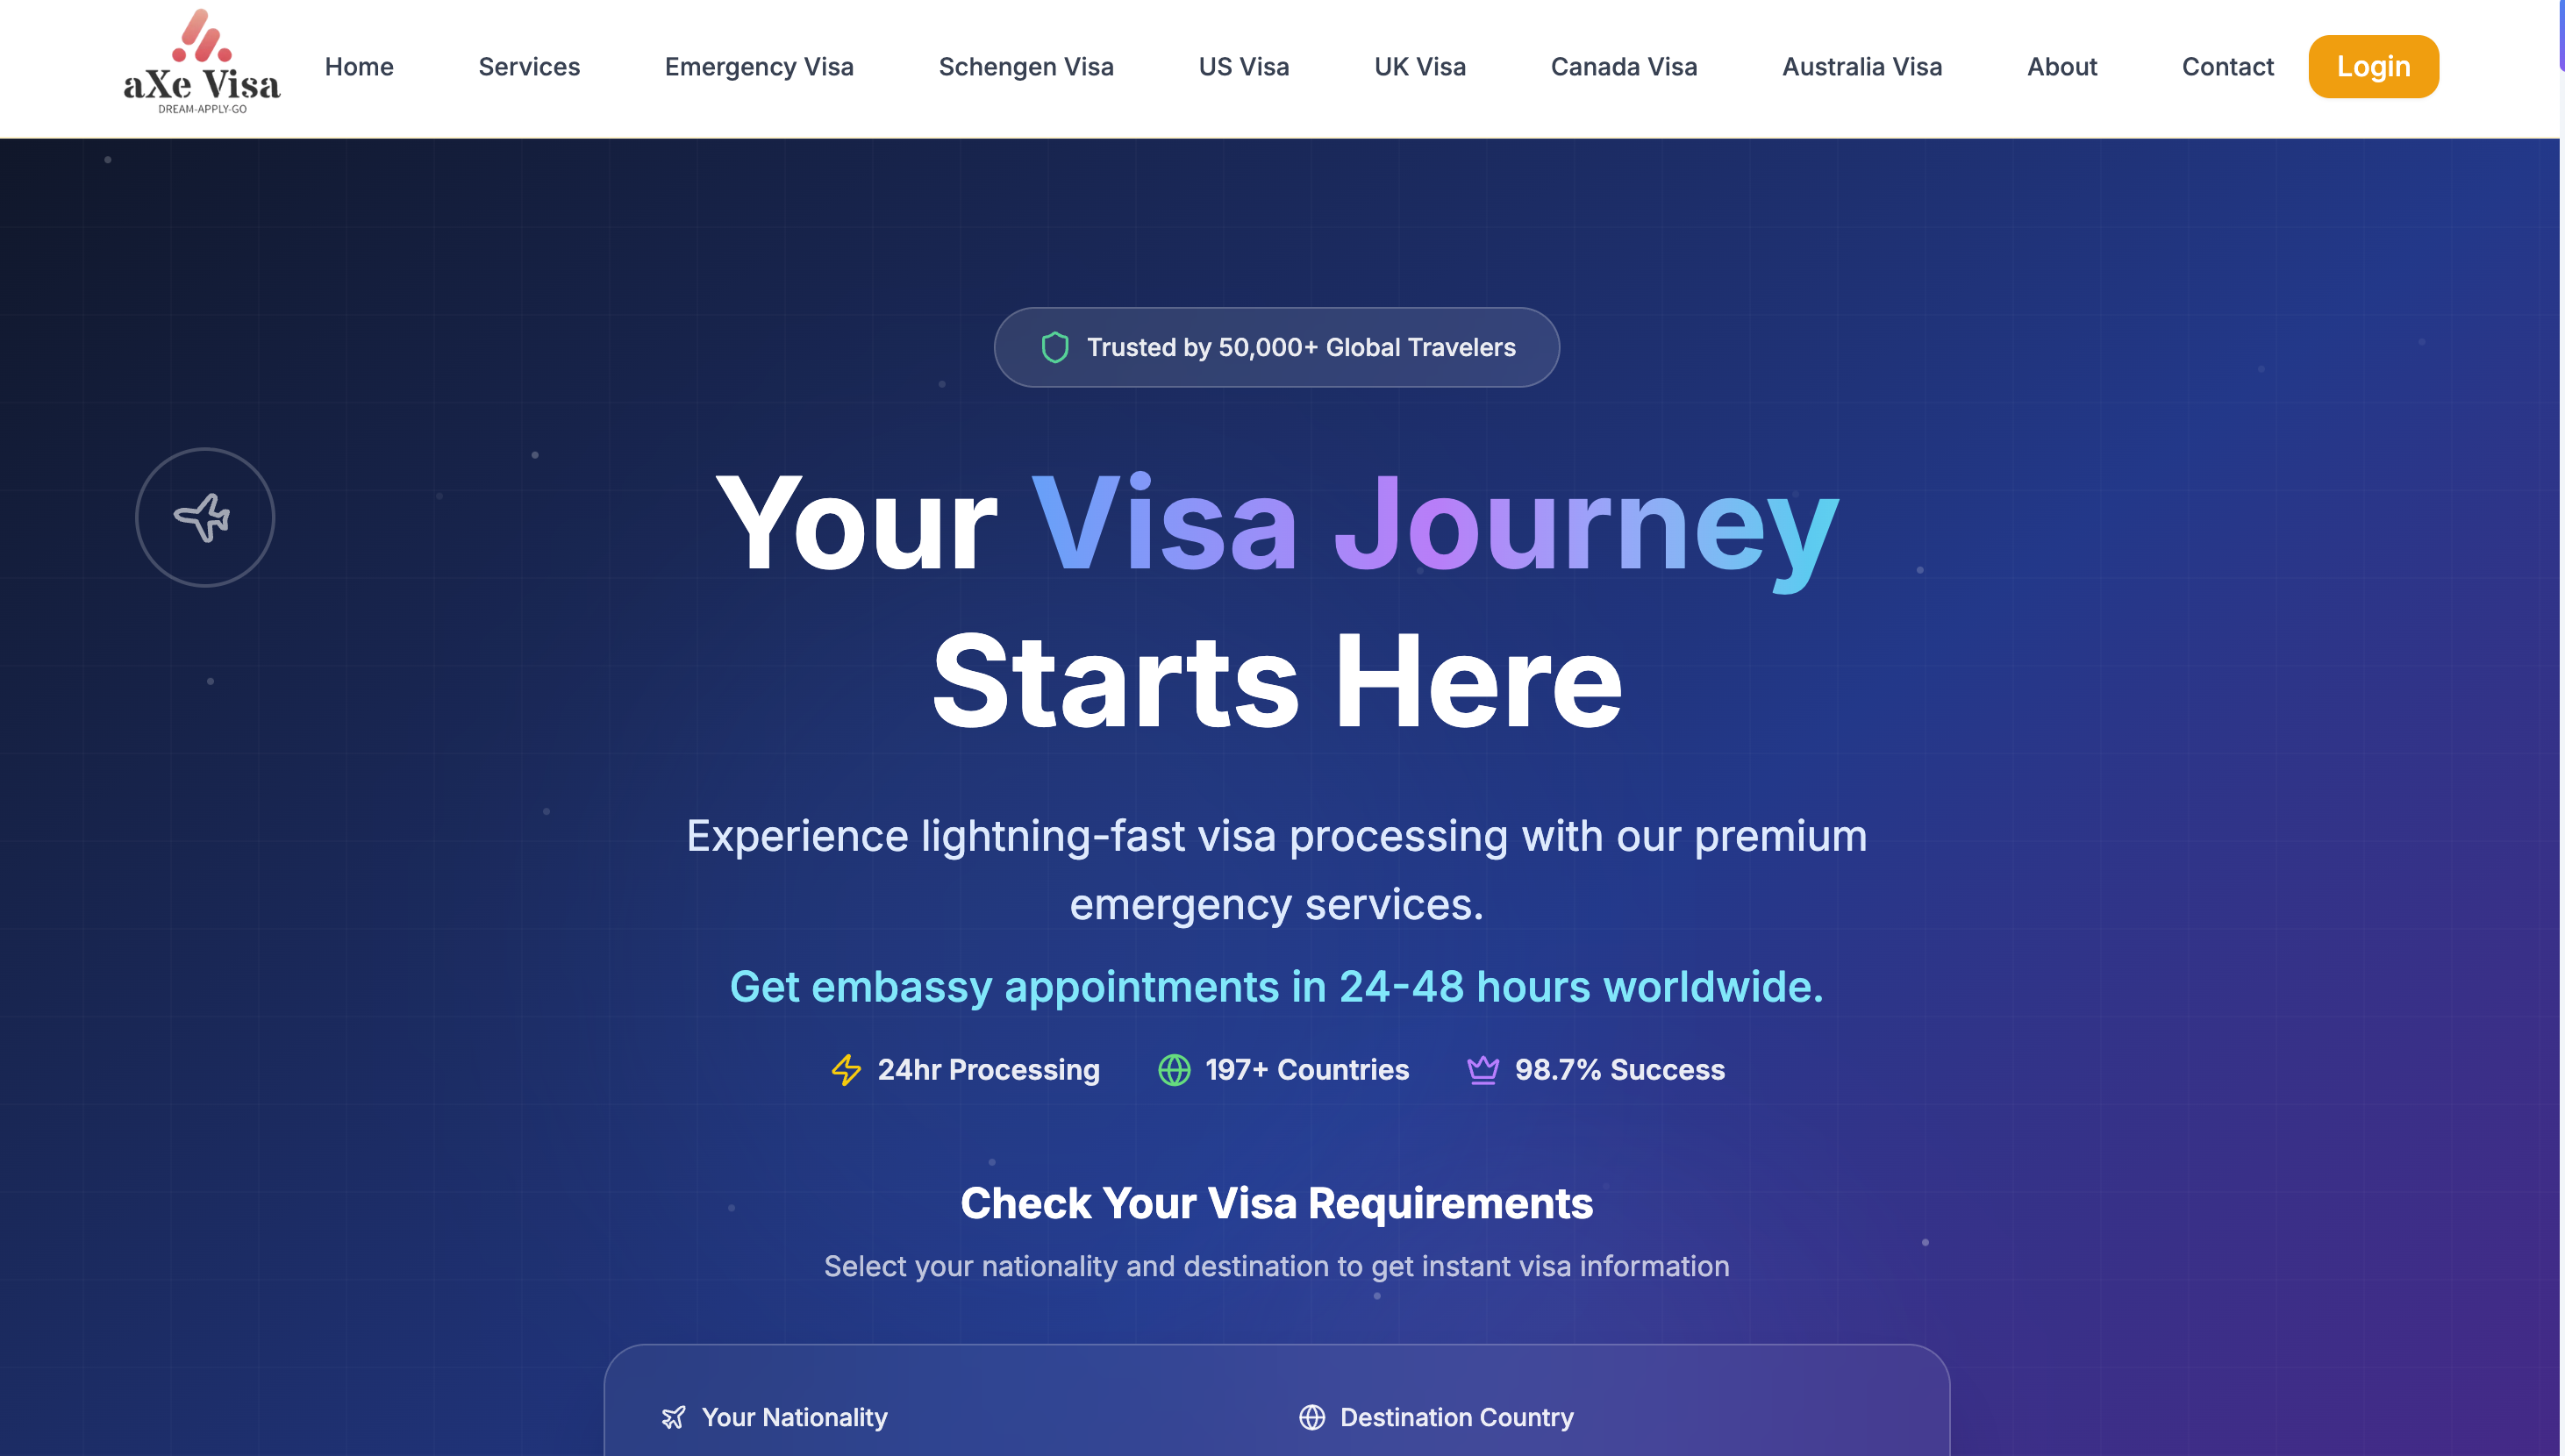 aXe Visa
DREAM-APPLY-GO
Home
Services
Emergency Visa
Schengen Visa
US Visa
UK Visa
Canada Visa
Australia Visa
About
Contact
Login
Trusted by 50,000+ Global Travelers
Your Visa Journey
Starts Here
Experience lightning-fast visa processing with our premium
emergency services.
Get embassy appointments in 24-48 hours worldwide.
24hr Processing
197+ Countries
98.7% Success
Check Your Visa Requirements
Select your nationality and destination to get instant visa information
Your Nationality
Destination Country